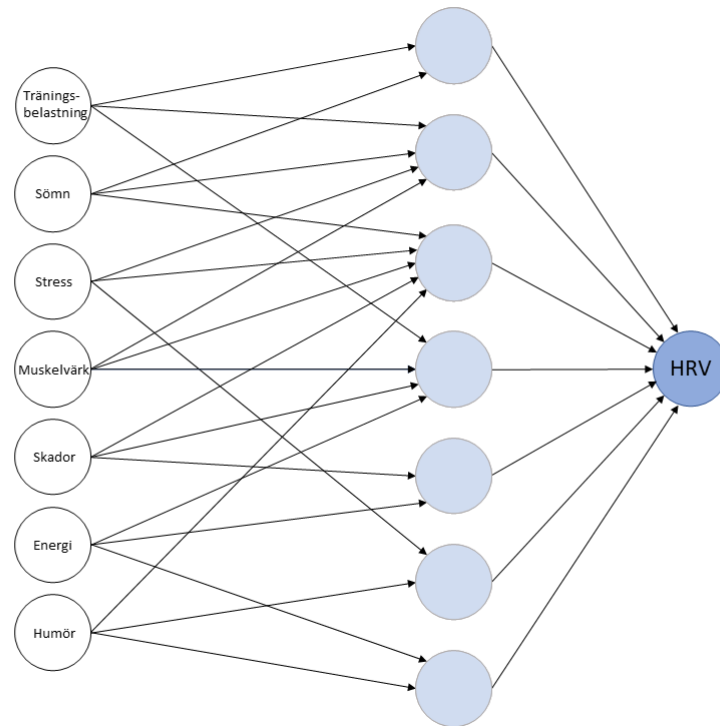 Tränings-
belastning
Sömn
Stress
Muskelvärk
Skador
Energi
Humör
HRV